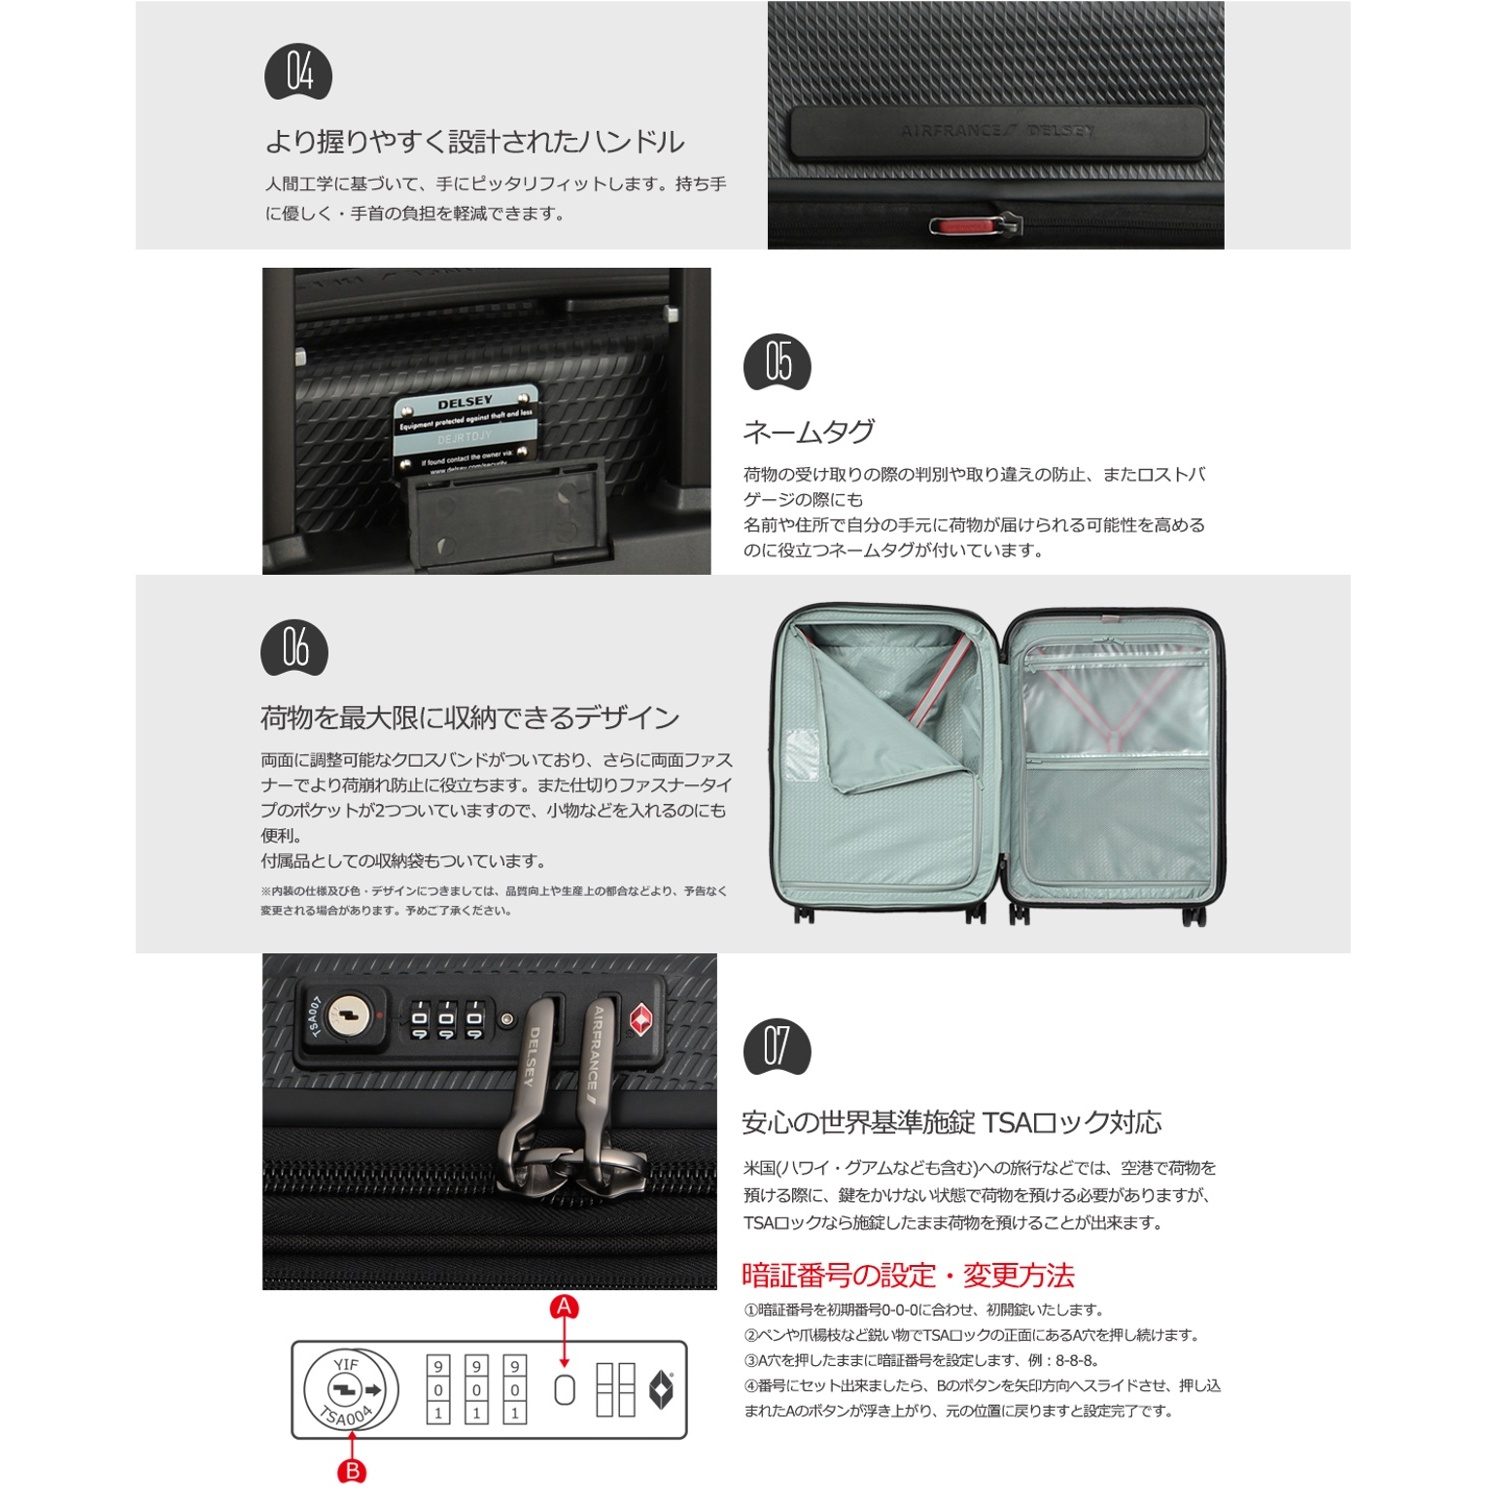 04
より握りやすく設計されたハンドル
人間工学に基づいて、手にピッタリフィットします。持ち手
に優しく・手首の負担を軽減できます。
AIRFRANCE DELSEY
DELSEY
Equipment protected against theft and loss
DEJRTDJY
If found contact the owner via:
www.delsey.com/security
05
ネームタグ
荷物の受け取りの際の判別や取り違えの防止、またロストバ
ゲージの際にも
名前や住所で自分の手元に荷物が届けられる可能性を高める
のに役立つネームタグが付いています。
06
荷物を最大限に収納できるデザイン
両面に調整可能なクロスバンドがついており、さらに両面ファス
ナーでより荷崩れ防止に役立ちます。また仕切りファスナータイ
プのポケットが2つついていますので、小物などを入れるのにも
便利。
付属品としての収納袋もついています。
※内装の仕様及び色・デザインにつきましては、品質向上や生産上の都合などより、予告なく
変更される場合があります。予めご了承ください。
TSA007
0 0 0
DELSEY
AIRFRANCE
07
安心の世界基準施錠 TSAロック対応
米国(ハワイ・グアムなども含む)への旅行などでは、空港で荷物を
預ける際に、鍵をかけない状態で荷物を預ける必要がありますが、
TSAロックなら施錠したまま荷物を預けることが出来ます。
暗証番号の設定・変更方法
①暗証番号を初期番号0-0-0に合わせ、初開錠いたします。
②ペンや爪楊枝など鋭い物でTSAロックの正面にあるA穴を押し続けます。
③A穴を押したままに暗証番号を設定します、例：8-8-8。
④番号にセット出来ましたら、Bのボタンを矢印方向へスライドさせ、押し込
まれたAのボタンが浮き上がり、元の位置に戻りますと設定完了です。
A
YIF
TSA004
9 9 9
0 0 0
1 1 1
B